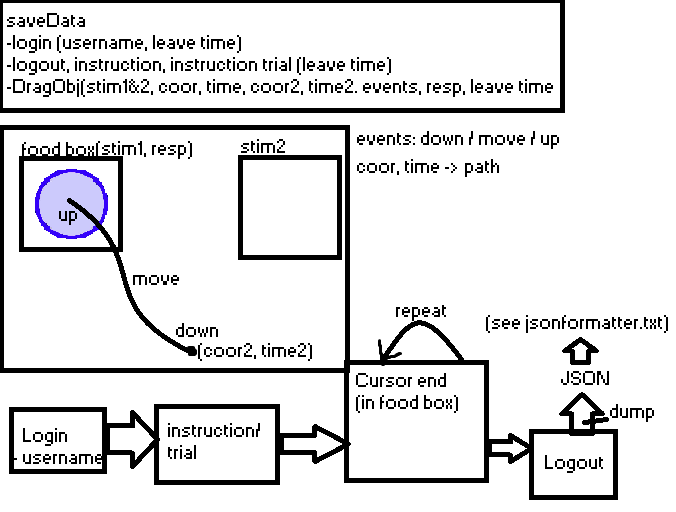 saveData
-login (username, leave time)
-logout, instruction, instruction trial (leave time)
-DragObj(stim1&2, coor, time, coor2, time2. events, resp, leave time
food box(stim1, resp)
stim2
events: down / move / up
coor, time -> path
up
move
down
(coor2, time2)
repeat
(see jsonformatter.txt)
Cursor end
(in food box)
JSON
dump
Login
- username
instruction/
trial
Logout